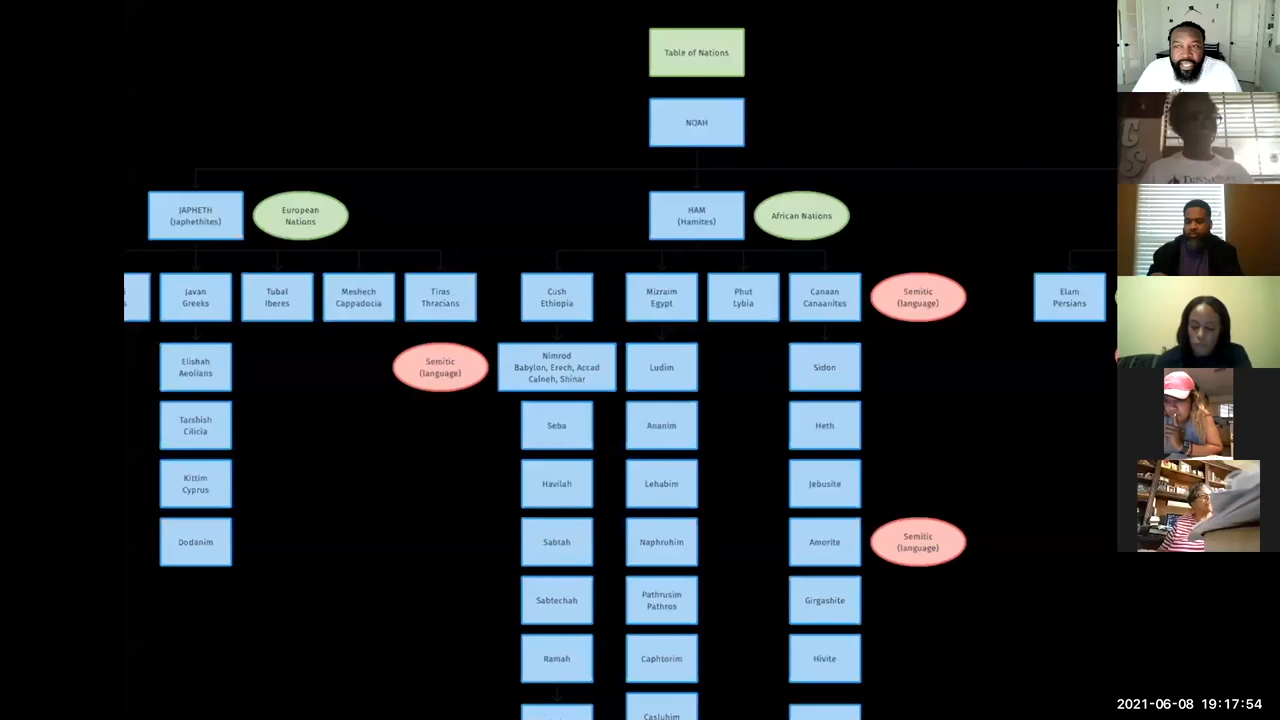 Table of Nations
NOAH
JAPHETH
(Japhethites)
European
Nations
HAM
(Hamites)
African Nations
Javan
Greeks
Tubal
Iberes
Meshech
Cappadocia
Tiras
Thracians
Cush
Ethiopia
Mizraim
Egypt
Phut
Lybia
Canaan
Canaanites
Semitic
(language)
Elam
Persians
Elishah
Aeolians
Semitic
(language)
Nimrod
Babylon, Erech, Accad
Calneh, Shinar
Ludim
Sidon
Tarshish
Cilicia
Seba
Ananim
Heth
Kittim
Cyprus
Havilah
Lehabim
Jebusite
Dodanim
Sabtah
Naphruhim
Amorite
Semitic
(language)
Sabtechah
Pathrusim
Pathros
Girgashite
Ramah
Caphtorim
Hivite
Casluhim
2021-06-08 19:17:54